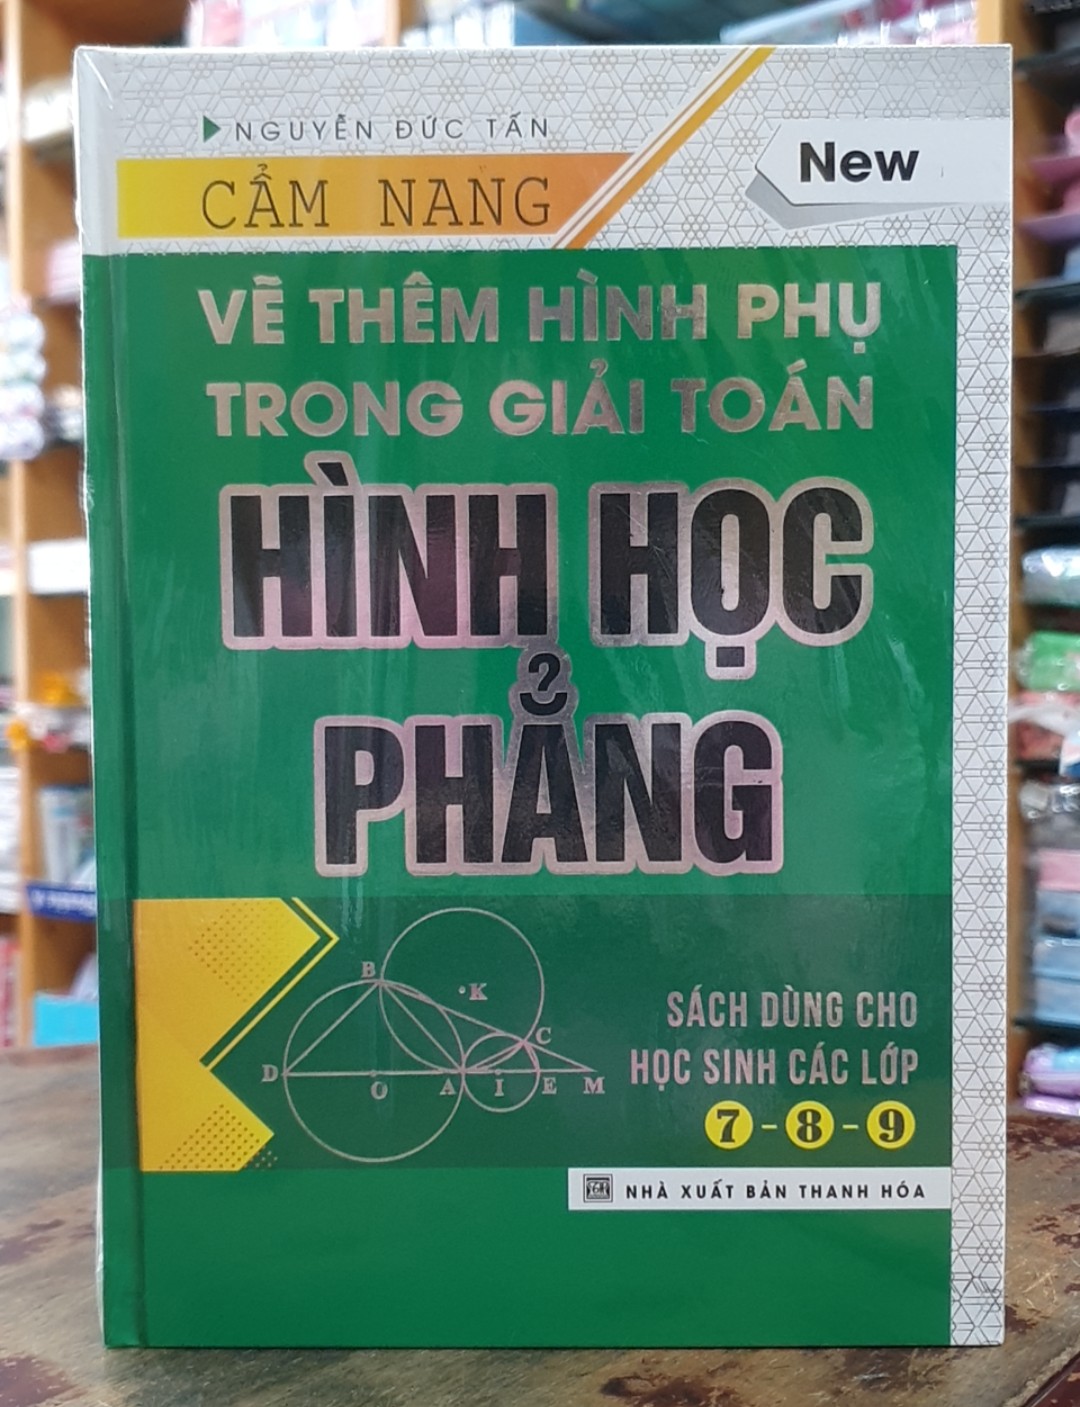 NGUYỄN ĐỨC TẤN
CẨM NANG
New
VẼ THÊM HÌNH PHỤ
TRONG GIẢI TOÁN
HÌNH HỌC
PHẲNG
B
K
C
D
O
A
I
E
M
SÁCH DÙNG CHO
HỌC SINH CÁC LỚP
7 - 8 - 9
NHÀ XUẤT BẢN THANH HÓA